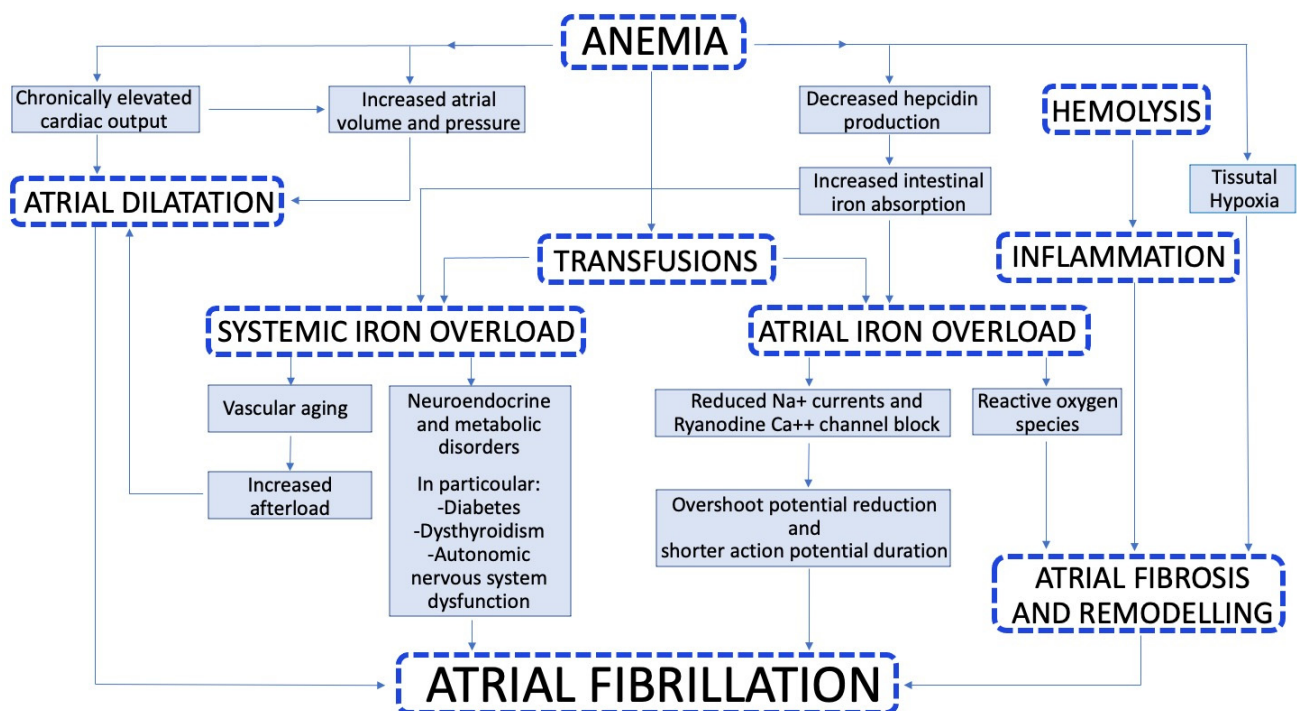 ANEMIA
Chronically elevated
cardiac output
Increased atrial
volume and pressure
Decreased hepcidin
production
HEMOLYSIS
ATRIAL DILATATION
Increased intestinal
iron absorption
Tissutal
Hypoxia
TRANSFUSIONS
INFLAMMATION
SYSTEMIC IRON OVERLOAD
ATRIAL IRON OVERLOAD
Vascular aging
Neuroendocrine
and metabolic
disorders
In particular:
-Diabetes
-Dysthyroidism
-Autonomic
nervous system
dysfunction
Reduced Na+ currents and
Ryanodine Ca++ channel block
Reactive oxygen
species
Increased
afterload
Overshoot potential reduction
and
shorter action potential duration
ATRIAL FIBROSIS
AND REMODELLING
ATRIAL FIBRILLATION